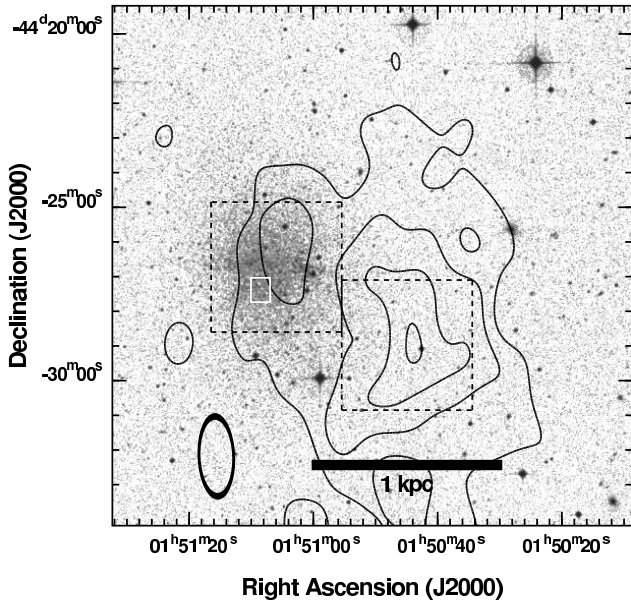 -44ᵈ20ᵐ00ˢ
-25ᵐ00ˢ
-30ᵐ00ˢ
Declination (J2000)
1 kpc
01ʰ51ᵐ20ˢ 01ʰ51ᵐ00ˢ 01ʰ50ᵐ40ˢ 01ʰ50ᵐ20ˢ
Right Ascension (J2000)